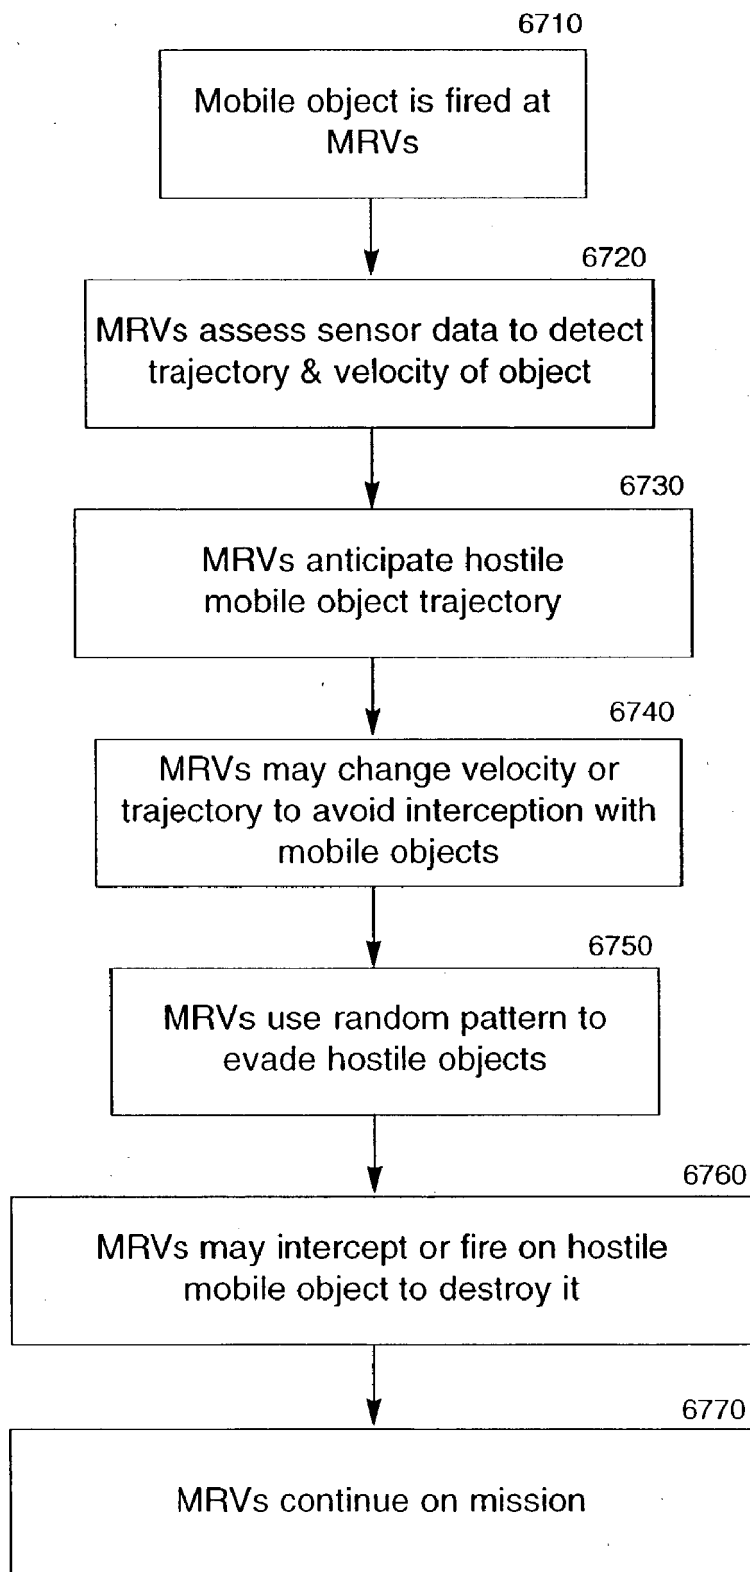 6710
Mobile object is fired at
MRVs
6720
MRVs assess sensor data to detect
trajectory & velocity of object
6730
MRVs anticipate hostile
mobile object trajectory
6740
MRVs may change velocity or
trajectory to avoid interception with
mobile objects
6750
MRVs use random pattern to
evade hostile objects
6760
MRVs may intercept or fire on hostile
mobile object to destroy it
6770
MRVs continue on mission